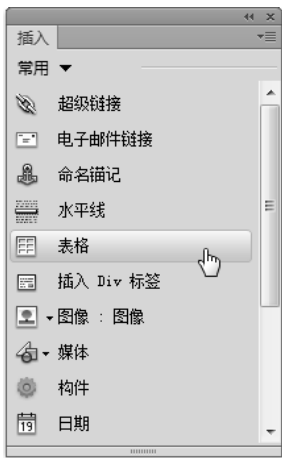 插入
常用
超级链接
电子邮件链接
命名锚记
水平线
表格
插入 Div 标签
图像 : 图像
媒体
构件
19 日期